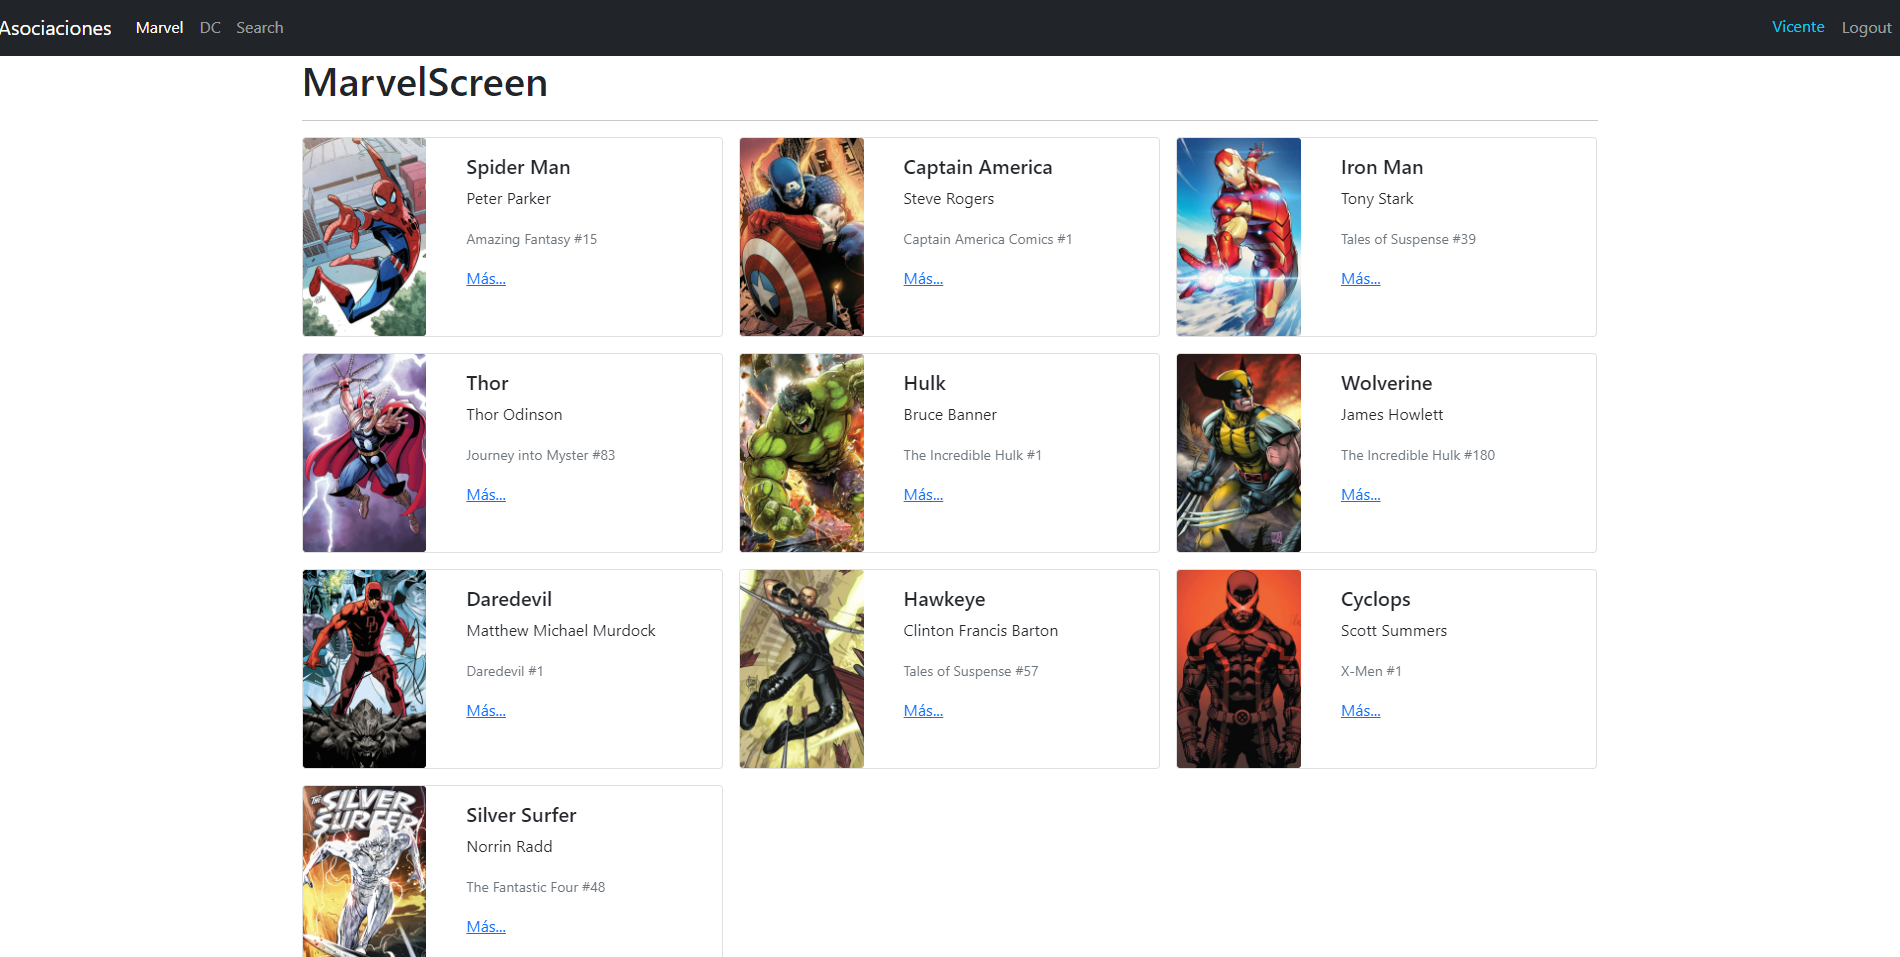 Asociaciones Marvel DC Search Vicente Logout
MarvelScreen
Spider Man
Peter Parker
Amazing Fantasy #15
Más...
Captain America
Steve Rogers
Captain America Comics #1
Más...
Iron Man
Tony Stark
Tales of Suspense #39
Más...
Thor
Thor Odinson
Journey into Myster #83
Más...
Hulk
Bruce Banner
The Incredible Hulk #1
Más...
Wolverine
James Howlett
The Incredible Hulk #180
Más...
Daredevil
Matthew Michael Murdock
Daredevil #1
Más...
Hawkeye
Clinton Francis Barton
Tales of Suspense #57
Más...
Cyclops
Scott Summers
X-Men #1
Más...
THE SILVER
SURFER
Silver Surfer
Norrin Radd
The Fantastic Four #48
Más...